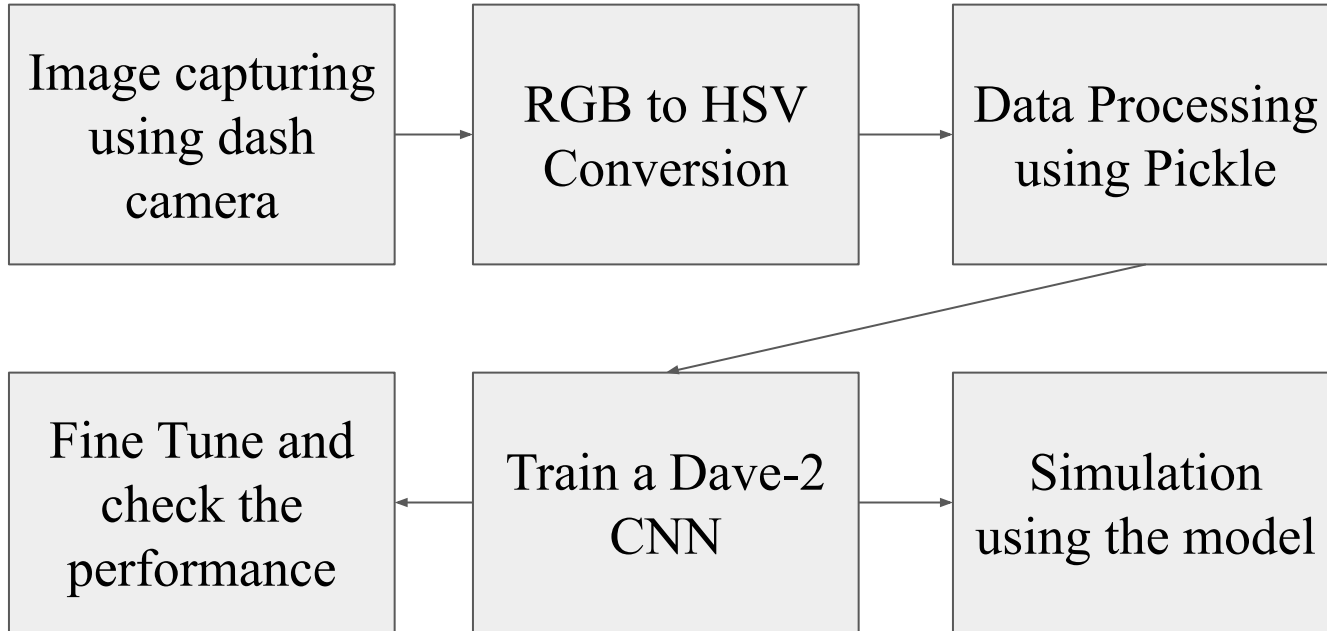 Image capturing
using dash
camera
RGB to HSV
Conversion
Data Processing
using Pickle
Fine Tune and
check the
performance
Train a Dave-2
CNN
Simulation
using the model